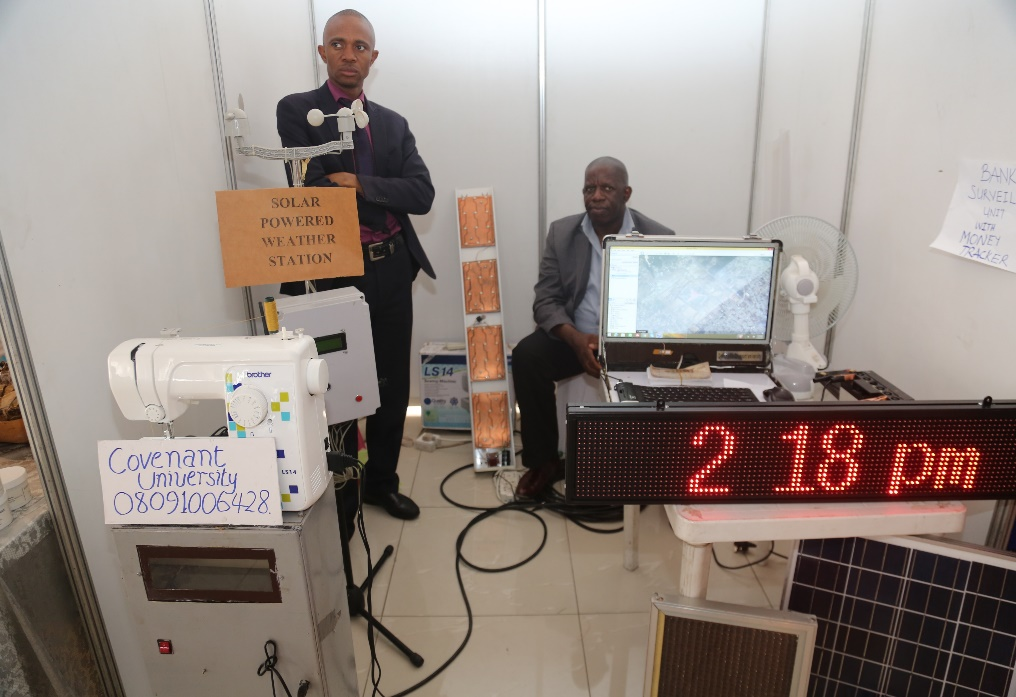 SOLAR
POWERED
WEATHER
STATION
brother
LS14
Covenant
University
08091006428.
LS14
2 18 pm
BANK
SURVEIL
UNIT
WITH
MONEY
TRACKER